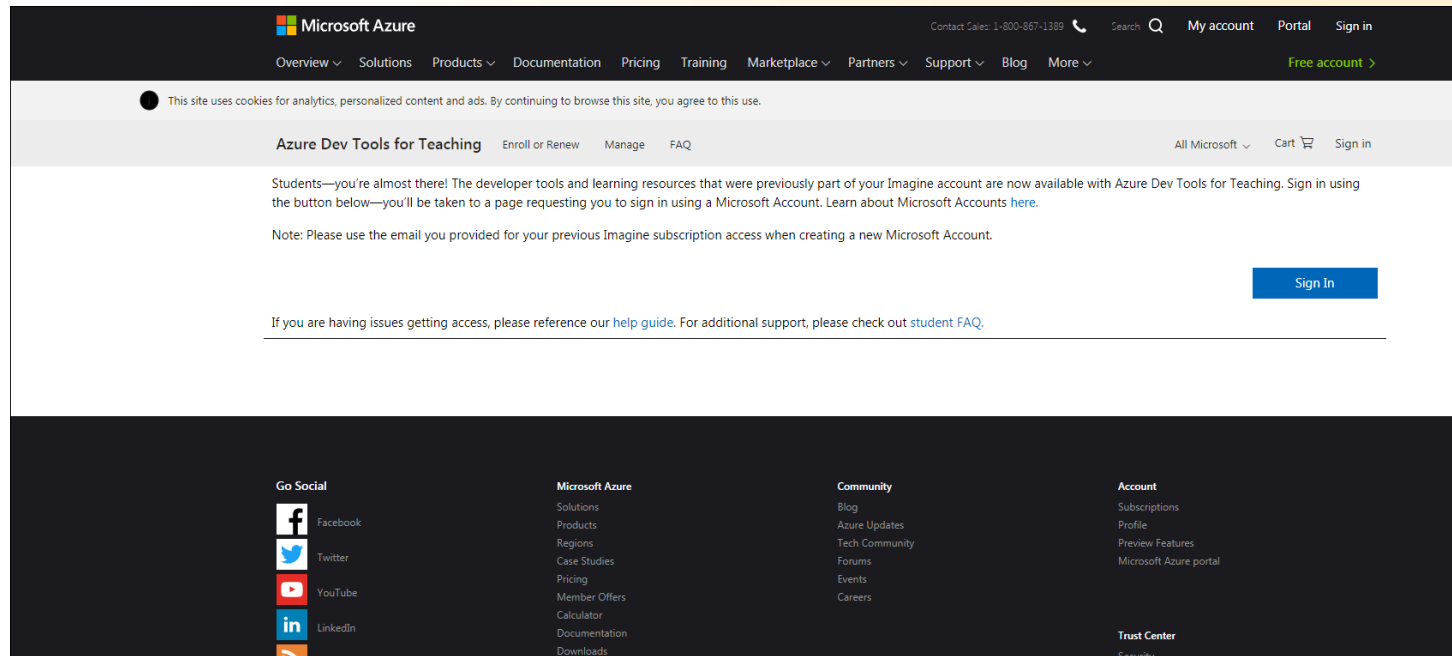 Microsoft Azure
Contact Sales: 1-800-867-1389
Search
My account
Portal
Sign in
Overview
Solutions
Products
Documentation
Pricing
Training
Marketplace
Partners
Support
Blog
More
Free account >
This site uses cookies for analytics, personalized content and ads. By continuing to browse this site, you agree to this use.
Azure Dev Tools for Teaching
Enroll or Renew
Manage
FAQ
All Microsoft
Cart
Sign in
Students—you're almost there! The developer tools and learning resources that were previously part of your Imagine account are now available with Azure Dev Tools for Teaching. Sign in using
the button below—you'll be taken to a page requesting you to sign in using a Microsoft Account. Learn about Microsoft Accounts here.
Note: Please use the email you provided for your previous Imagine subscription access when creating a new Microsoft Account.
Sign In
If you are having issues getting access, please reference our help guide. For additional support, please check out student FAQ.
Go Social
Facebook
Twitter
YouTube
in
LinkedIn
Microsoft Azure
Solutions
Products
Regions
Case Studies
Pricing
Member Offers
Calculator
Documentation
Downloads
Community
Blog
Azure Updates
Tech Community
Forums
Events
Careers
Account
Subscriptions
Profile
Preview Features
Microsoft Azure portal
Trust Center
Security